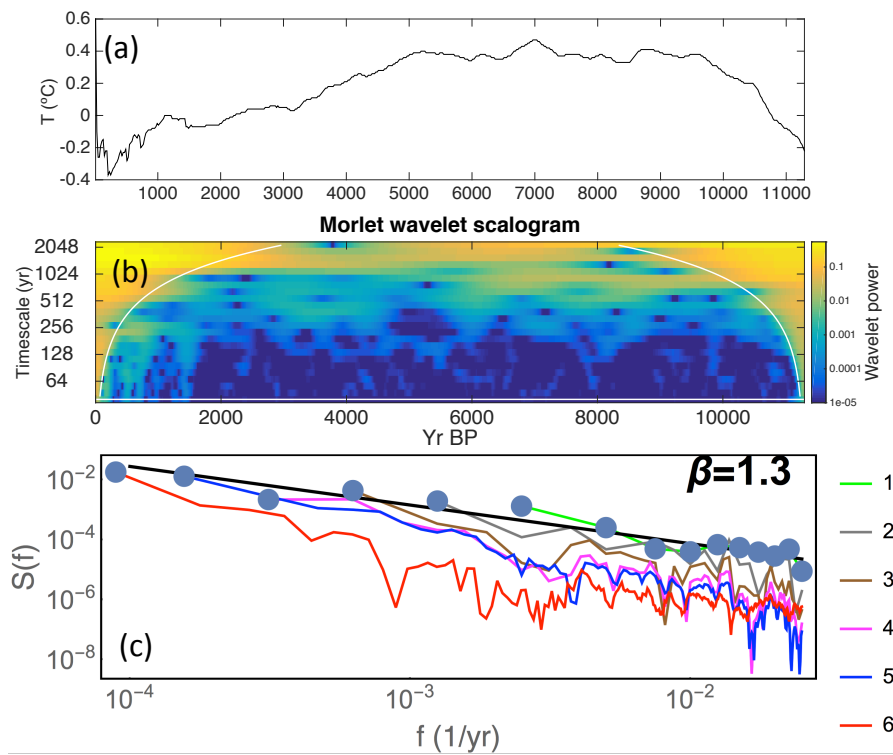 (a)
T (ºC)
0.6
0.4
0.2
0
-0.2
-0.4
1000 2000 3000 4000 5000 6000 7000 8000 9000 10000 11000
Morlet wavelet scalogram
(b)
Timescale (yr)
2048
1024
512
256
128
64
0 2000 4000 6000 8000 10000
Yr BP
0.1
0.01
0.001
0.0001
1e-05
Wavelet power
(c)
β=1.3
S(f)
10⁻²
10⁻⁴
10⁻⁶
10⁻⁸
10⁻⁴ 10⁻³ 10⁻²
f (1/yr)
1
2
3
4
5
6